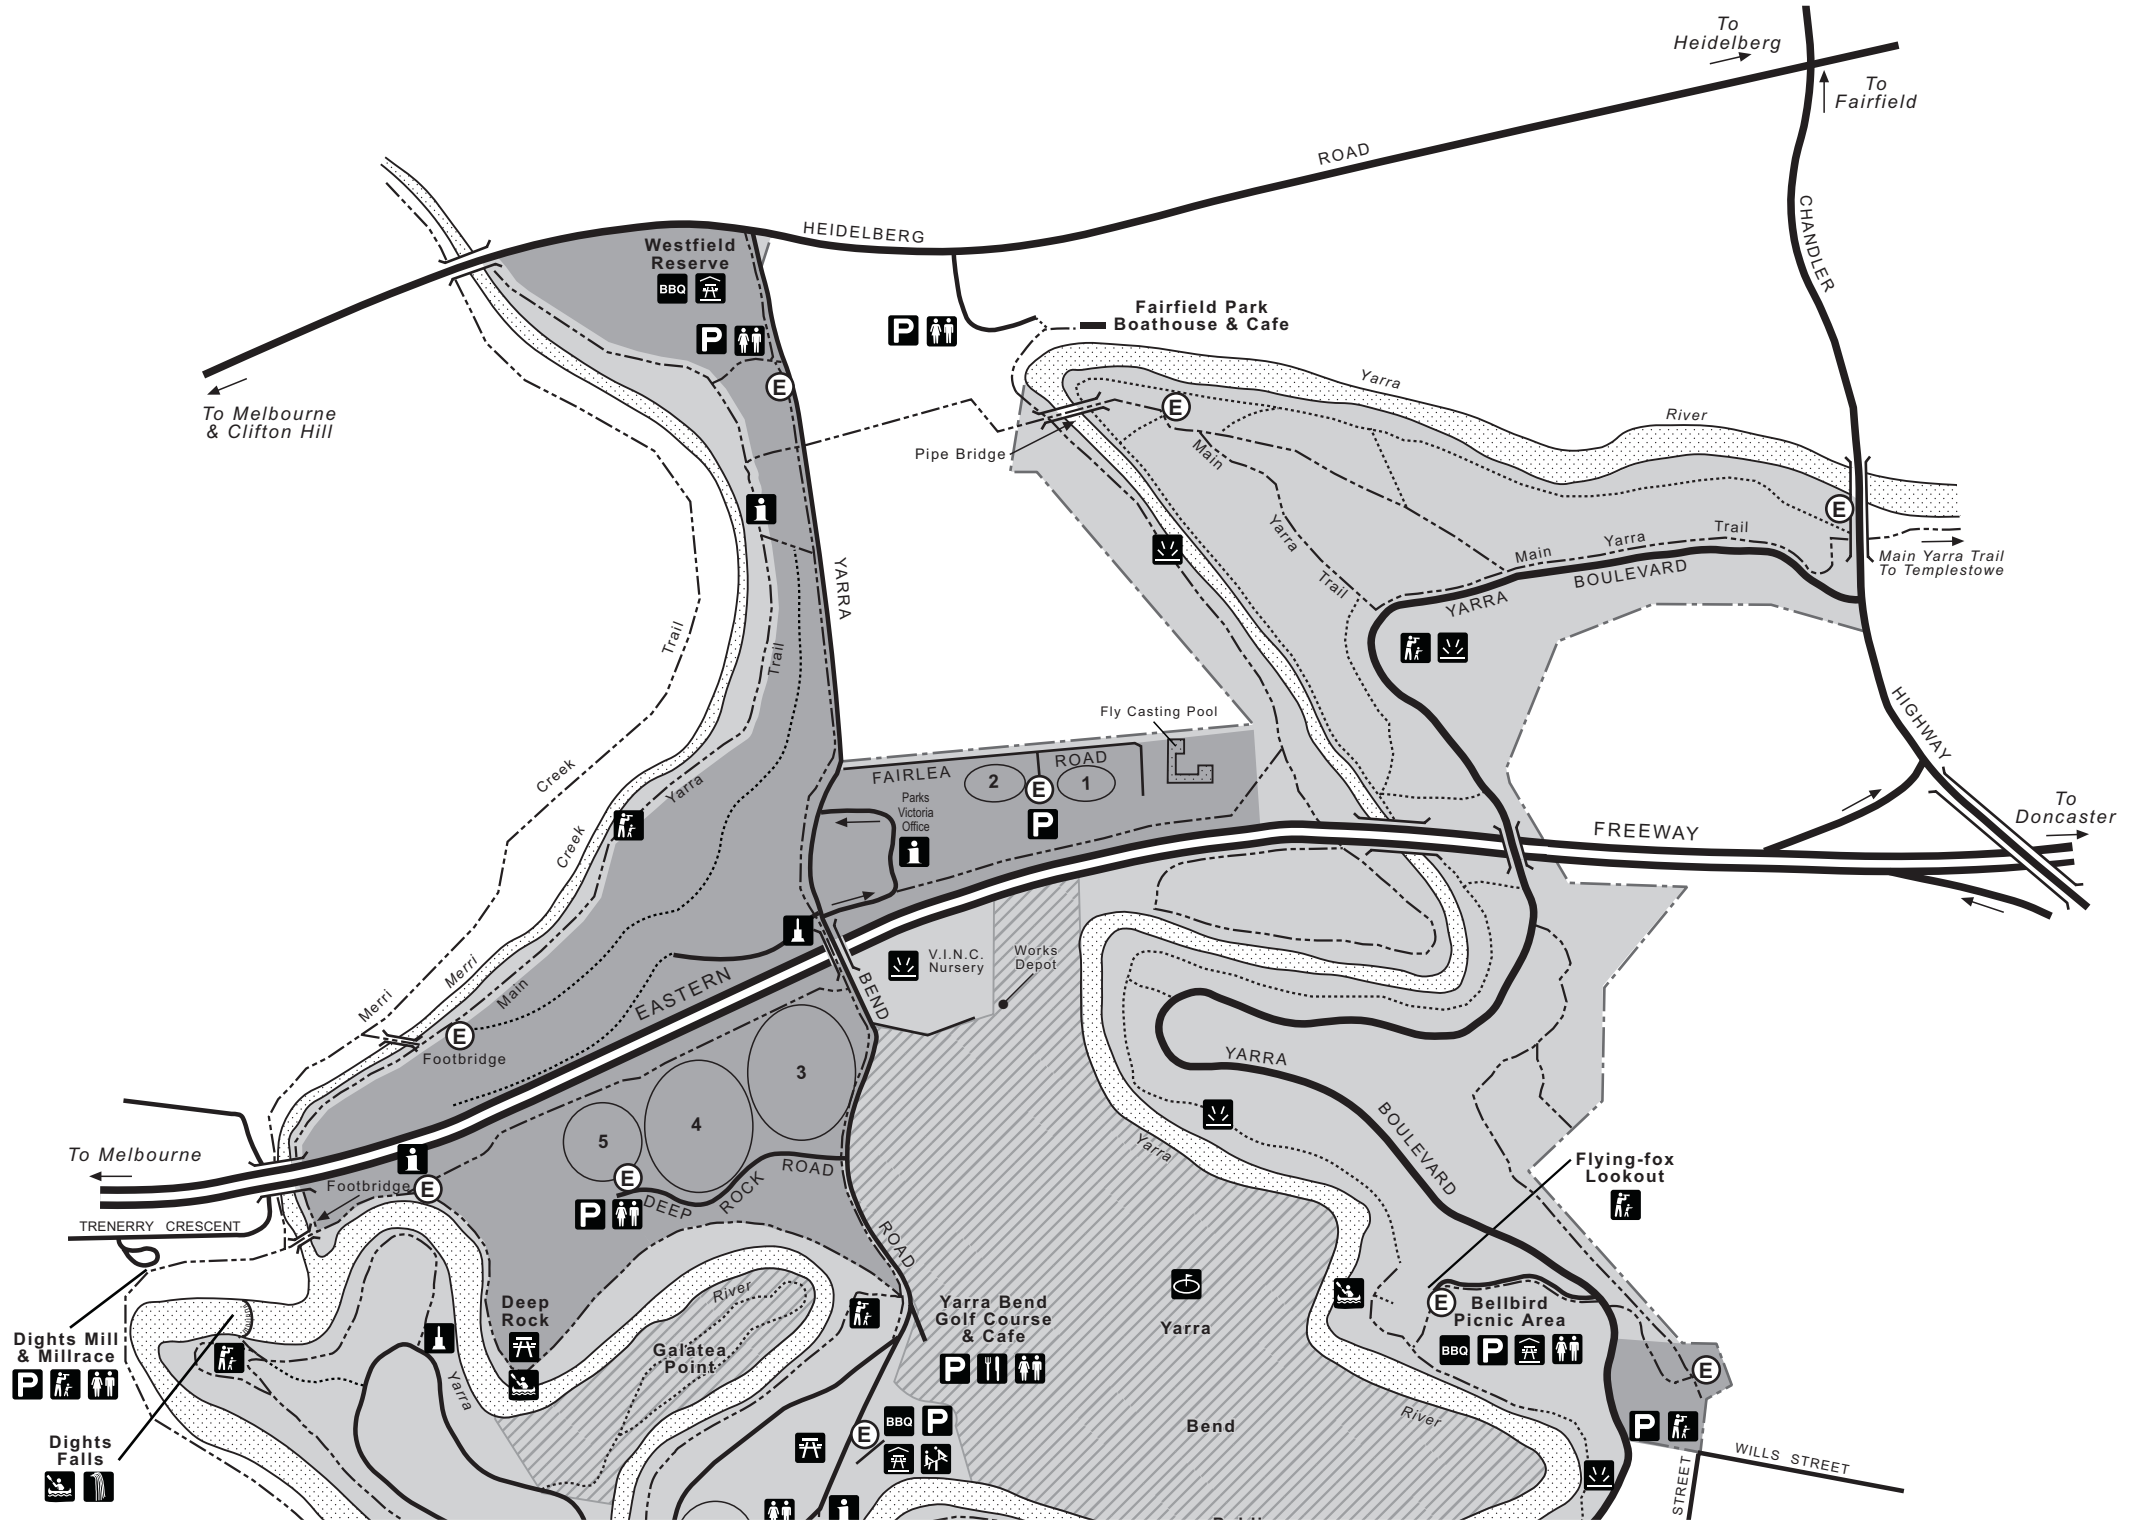 To
Heidelberg
To
Fairfield
ROAD
CHANDLER
HEIDELBERG
Westfield
Reserve
BBQ
P
E
P
Fairfield Park
Boathouse & Cafe
To Melbourne
& Clifton Hill
Yarra
River
E
Pipe Bridge
Main
Yarra
Trail
E
Main Yarra Trail
Main Yarra Trail
To Templestowe
YARRA BOULEVARD
i
YARRA
Trail
Trail
Creek
Yarra
Creek
Fly Casting Pool
FAIRLEA ROAD
2
E
1
P
Parks
Victoria
Office
i
HIGHWAY
To
Doncaster
FREEWAY
V.I.N.C.
Nursery
Works
Depot
EASTERN
BEND
Merri
Main
Merri
E
Footbridge
3
4
5
E
P
DEEP ROCK ROAD
YARRA
BOULEVARD
Yarra
Flying-fox
Lookout
To Melbourne
i
Footbridge
E
TRENERRY CRESCENT
ROAD
Deep
Rock
River
Galatea
Point
Yarra
Yarra Bend
Golf Course
& Cafe
P
Yarra
E
Bellbird
Picnic Area
BBQ
P
E
Dights Mill
& Millrace
P
Dights
Falls
E
BBQ
P
Bend
River
P
WILLS STREET
STREET
i